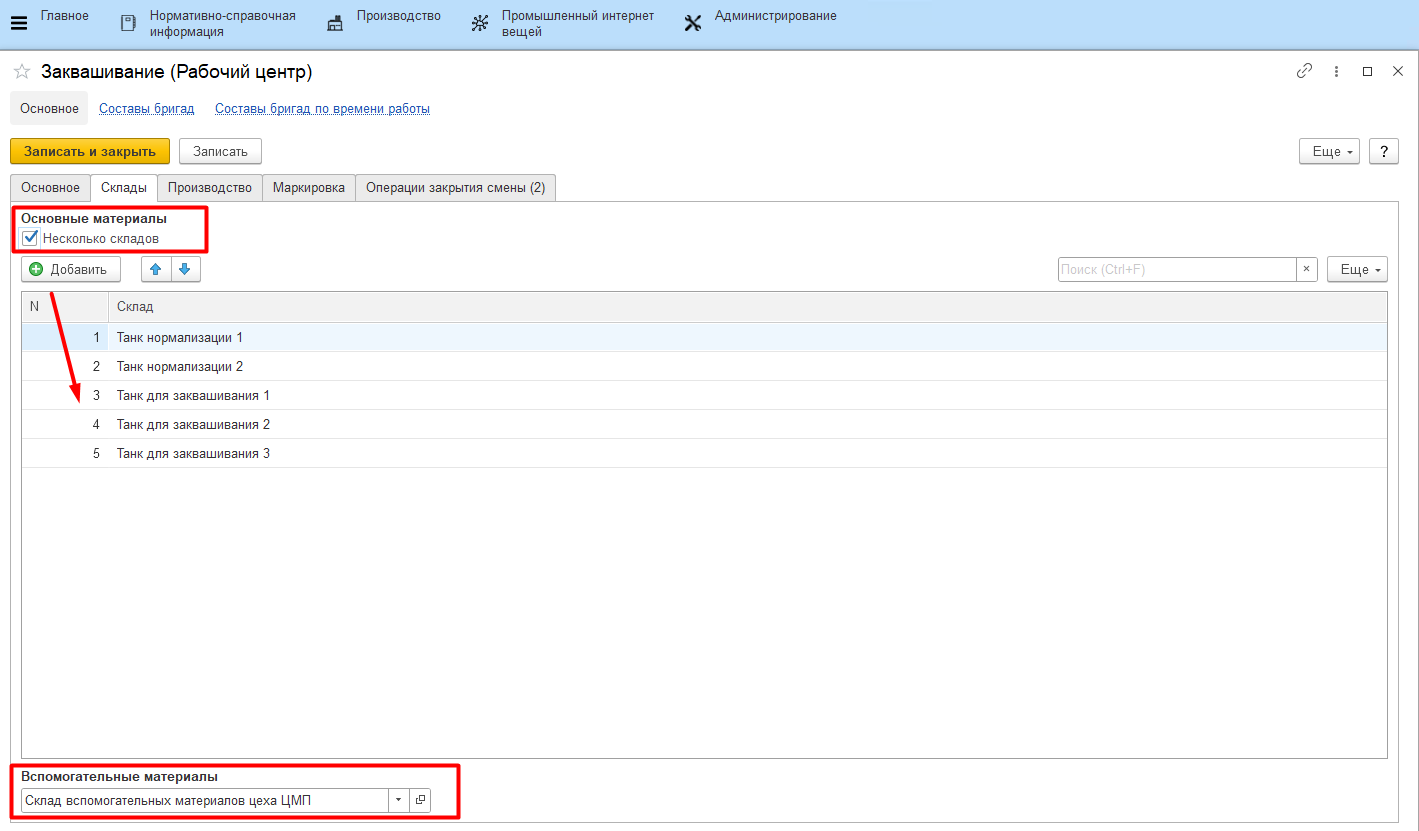 Главное
Нормативно-справочная
информация
Производство
Промышленный интернет
вещей
Администрирование
Заквашивание (Рабочий центр)
Основное Составы бригад Составы бригад по времени работы
Записать и закрыть Записать Еще ?
Основное Склады Производство Маркировка Операции закрытия смены (2)
Основные материалы
Несколько складов
Добавить Поиск (Ctrl+F) × Еще
N Склад
1 Танк нормализации 1
2 Танк нормализации 2
3 Танк для заквашивания 1
4 Танк для заквашивания 2
5 Танк для заквашивания 3
Вспомогательные материалы
Склад вспомогательных материалов цеха ЦМП